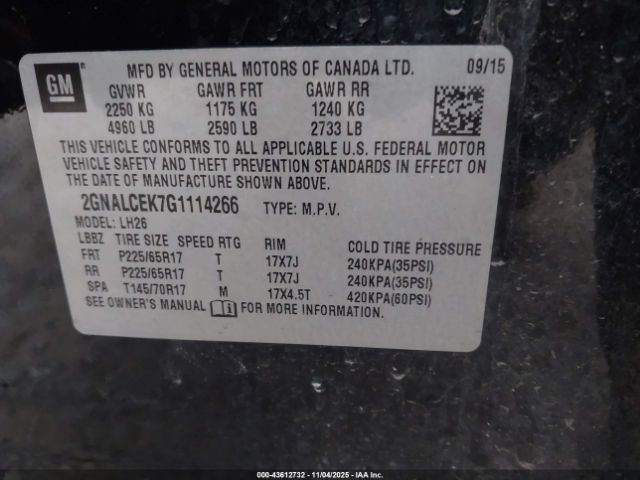 GM
MFD BY GENERAL MOTORS OF CANADA LTD. 09/15
GVWR GAWR FRT GAWR RR
2250 KG 1175 KG 1240 KG
4960 LB 2590 LB 2733 LB
THIS VEHICLE CONFORMS TO ALL APPLICABLE U.S. FEDERAL MOTOR
VEHICLE SAFETY AND THEFT PREVENTION STANDARDS IN EFFECT ON
THE DATE OF MANUFACTURE SHOWN ABOVE.
2GNALCEK7G1114266 TYPE: M.P.V.
MODEL: LH26
LBBZ TIRE SIZE SPEED RTG RIM COLD TIRE PRESSURE
FRT P225/65R17 T 17X7J 240KPA(35PSI)
RR P225/65R17 T 17X7J 240KPA(35PSI)
SPA T145/70R17 M 17X4.5T 420KPA(60PSI)
SEE OWNER'S MANUAL FOR MORE INFORMATION.
000-43612732 - 11/04/2025 - IAA Inc.